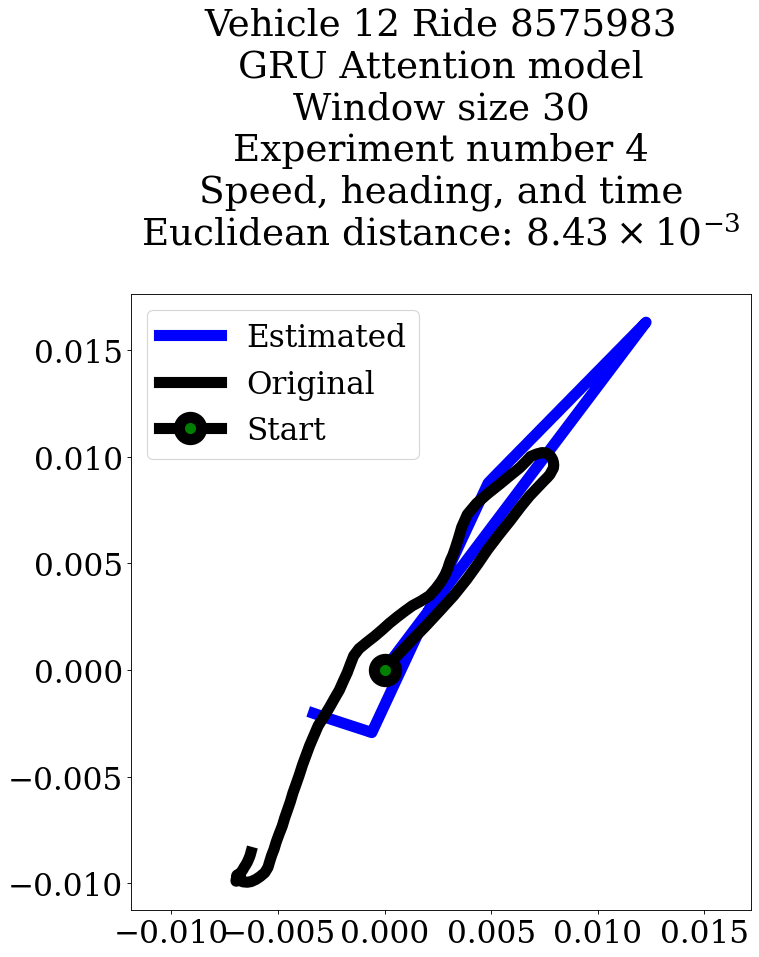 Vehicle 12 Ride 8575983
GRU Attention model
Window size 30
Experiment number 4
Speed, heading, and time
Euclidean distance: 8.43 × 10⁻³
Estimated
Original
Start
0.015
0.010
0.005
0.000
−0.005
−0.010
−0.010 −0.005 0.000 0.005 0.010 0.015